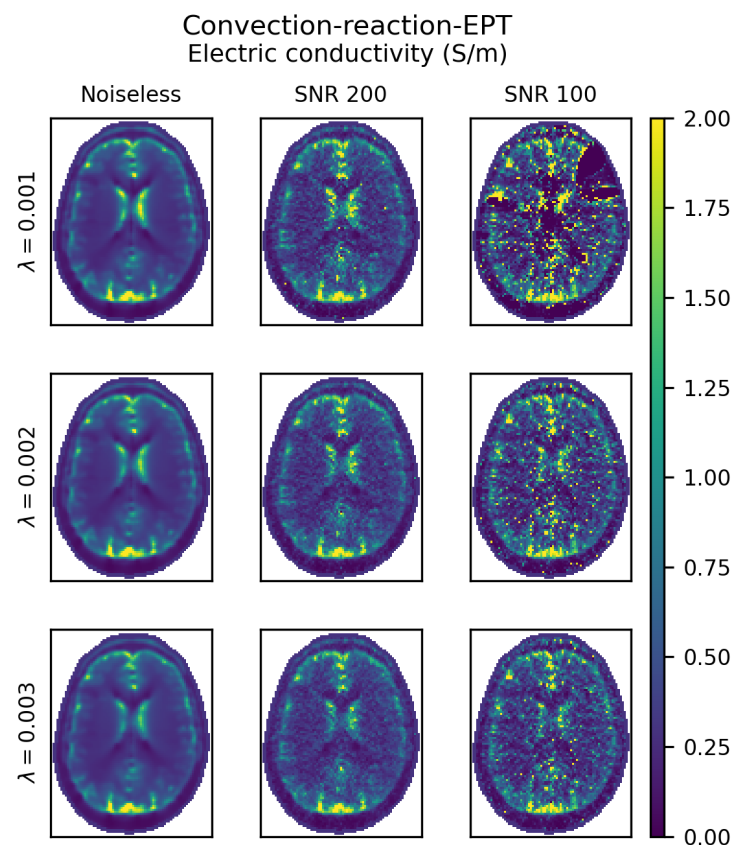 Convection-reaction-EPT
Electric conductivity (S/m)
Noiseless
SNR 200
SNR 100
λ = 0.001
λ = 0.002
λ = 0.003
2.00
1.75
1.50
1.25
1.00
0.75
0.50
0.25
0.00